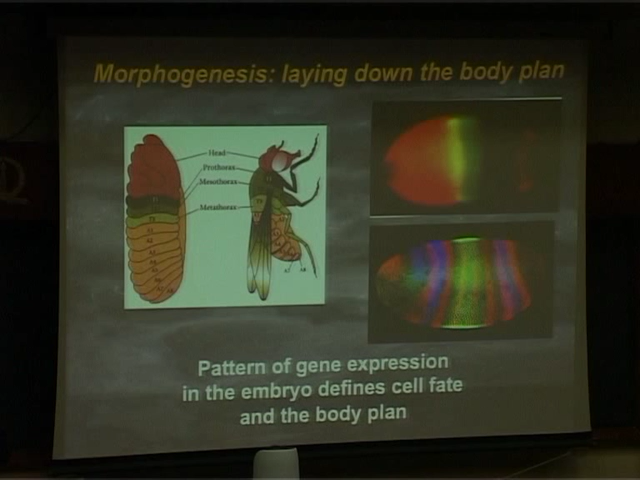 Morphogenesis: laying down the body plan
Head
Prothorax
Mesothorax
Metathorax
Pattern of gene expression
in the embryo defines cell fate
and the body plan